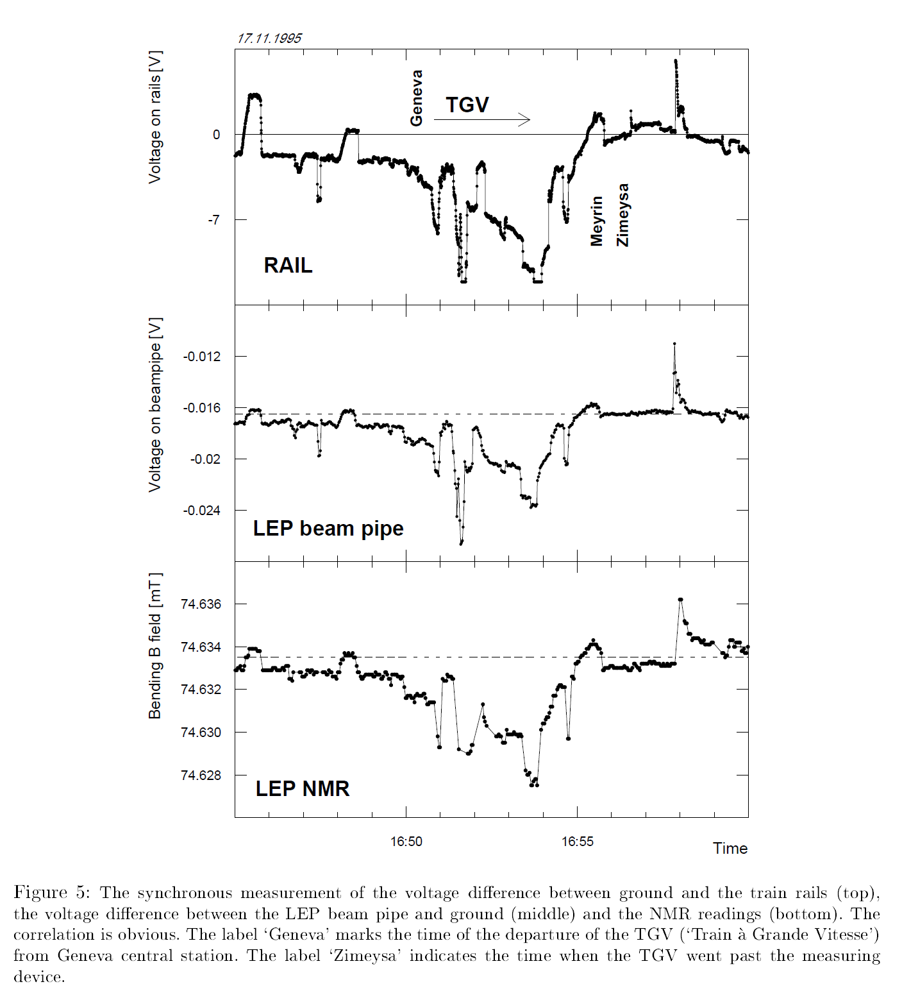 17.11.1995
Voltage on rails [V]
0
-7
Geneva
TGV
Meyrin
Zimeysa
RAIL
Voltage on beampipe [V]
-0.012
-0.016
-0.02
-0.024
LEP beam pipe
Bending B field [mT]
74.636
74.634
74.632
74.630
74.628
LEP NMR
16:50
16:55
Time
Figure 5: The synchronous measurement of the voltage difference between ground and the train rails (top),
the voltage difference between the LEP beam pipe and ground (middle) and the NMR readings (bottom). The
correlation is obvious. The label ‘Geneva’ marks the time of the departure of the TGV (‘Train à Grande Vitesse’)
from Geneva central station. The label ‘Zimeysa’ indicates the time when the TGV went past the measuring
device.